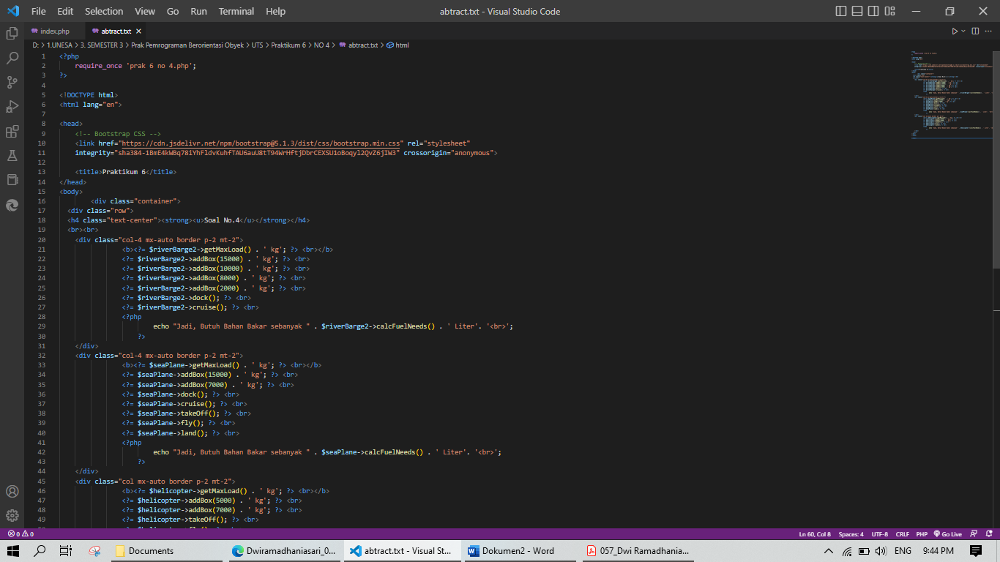 File Edit Selection View Go Run Terminal Help abtract.txt - Visual Studio Code
index.php abtract.txt
D: > 1.UNESA > 3. SEMESTER 3 > Prak Pemrograman Berorientasi Obyek > UTS > Praktikum 6 > NO 4 > abtract.txt > html
1 <?php
2 require_once 'prak 6 no 4.php';
3 ?>
4
5 <!DOCTYPE html>
6 <html lang="en">
7
8 <head>
9 <!-- Bootstrap CSS -->
10 <link href="https://cdn.jsdelivr.net/npm/bootstrap@5.1.3/dist/css/bootstrap.min.css" rel="stylesheet"
11 integrity="sha384-1BmE4kWBq78iYhFldvKuhfTAU6auU8tT94WrHftjDbrCEXSU1oBoqyl2QvZ6jIW3" crossorigin="anonymous">
12
13 <title>Praktikum 6</title>
14 </head>
15 <body>
16 <div class="container">
17 <div class="row">
18 <h4 class="text-center"><strong><u>Soal No.4</u></strong></h4>
19 <br><br>
20 <div class="col-4 mx-auto border p-2 mt-2">
21 <b><?= $riverBarge2->getMaxLoad() . ' kg'; ?> <br></b>
22 <?= $riverBarge2->addBox(15000) . ' kg'; ?> <br>
23 <?= $riverBarge2->addBox(10000) . ' kg'; ?> <br>
24 <?= $riverBarge2->addBox(8000) . ' kg'; ?> <br>
25 <?= $riverBarge2->addBox(2000) . ' kg'; ?> <br>
26 <?= $riverBarge2->dock(); ?> <br>
27 <?= $riverBarge2->cruise(); ?> <br>
28 <?php
29 echo "Jadi, Butuh Bahan Bakar sebanyak " . $riverBarge2->calcFuelNeeds() . ' Liter'. '<br>';
30 ?>
31 </div>
32 <div class="col-4 mx-auto border p-2 mt-2">
33 <b><?= $seaPlane->getMaxLoad() . ' kg'; ?> <br></b>
34 <?= $seaPlane->addBox(15000) . ' kg'; ?> <br>
35 <?= $seaPlane->addBox(7000) . ' kg'; ?> <br>
36 <?= $seaPlane->dock(); ?> <br>
37 <?= $seaPlane->cruise(); ?> <br>
38 <?= $seaPlane->takeOff(); ?> <br>
39 <?= $seaPlane->fly(); ?> <br>
40 <?= $seaPlane->land(); ?> <br>
41 <?php
42 echo "Jadi, Butuh Bahan Bakar sebanyak " . $seaPlane->calcFuelNeeds() . ' Liter'. '<br>';
43 ?>
44 </div>
45 <div class="col mx-auto border p-2 mt-2">
46 <b><?= $helicopter->getMaxLoad() . ' kg'; ?> <br></b>
47 <?= $helicopter->addBox(5000) . ' kg'; ?> <br>
48 <?= $helicopter->addBox(7000) . ' kg'; ?> <br>
49 <?= $helicopter->takeOff(); ?> <br>
0 0 Ln 60, Col 8 Spaces: 4 UTF-8 CRLF PHP Go Live
Documents Dwiramadhaniasari_0... abtract.txt - Visual St... Dokumen2 - Word 057_Dwi Ramadhania... ENG 9:44 PM